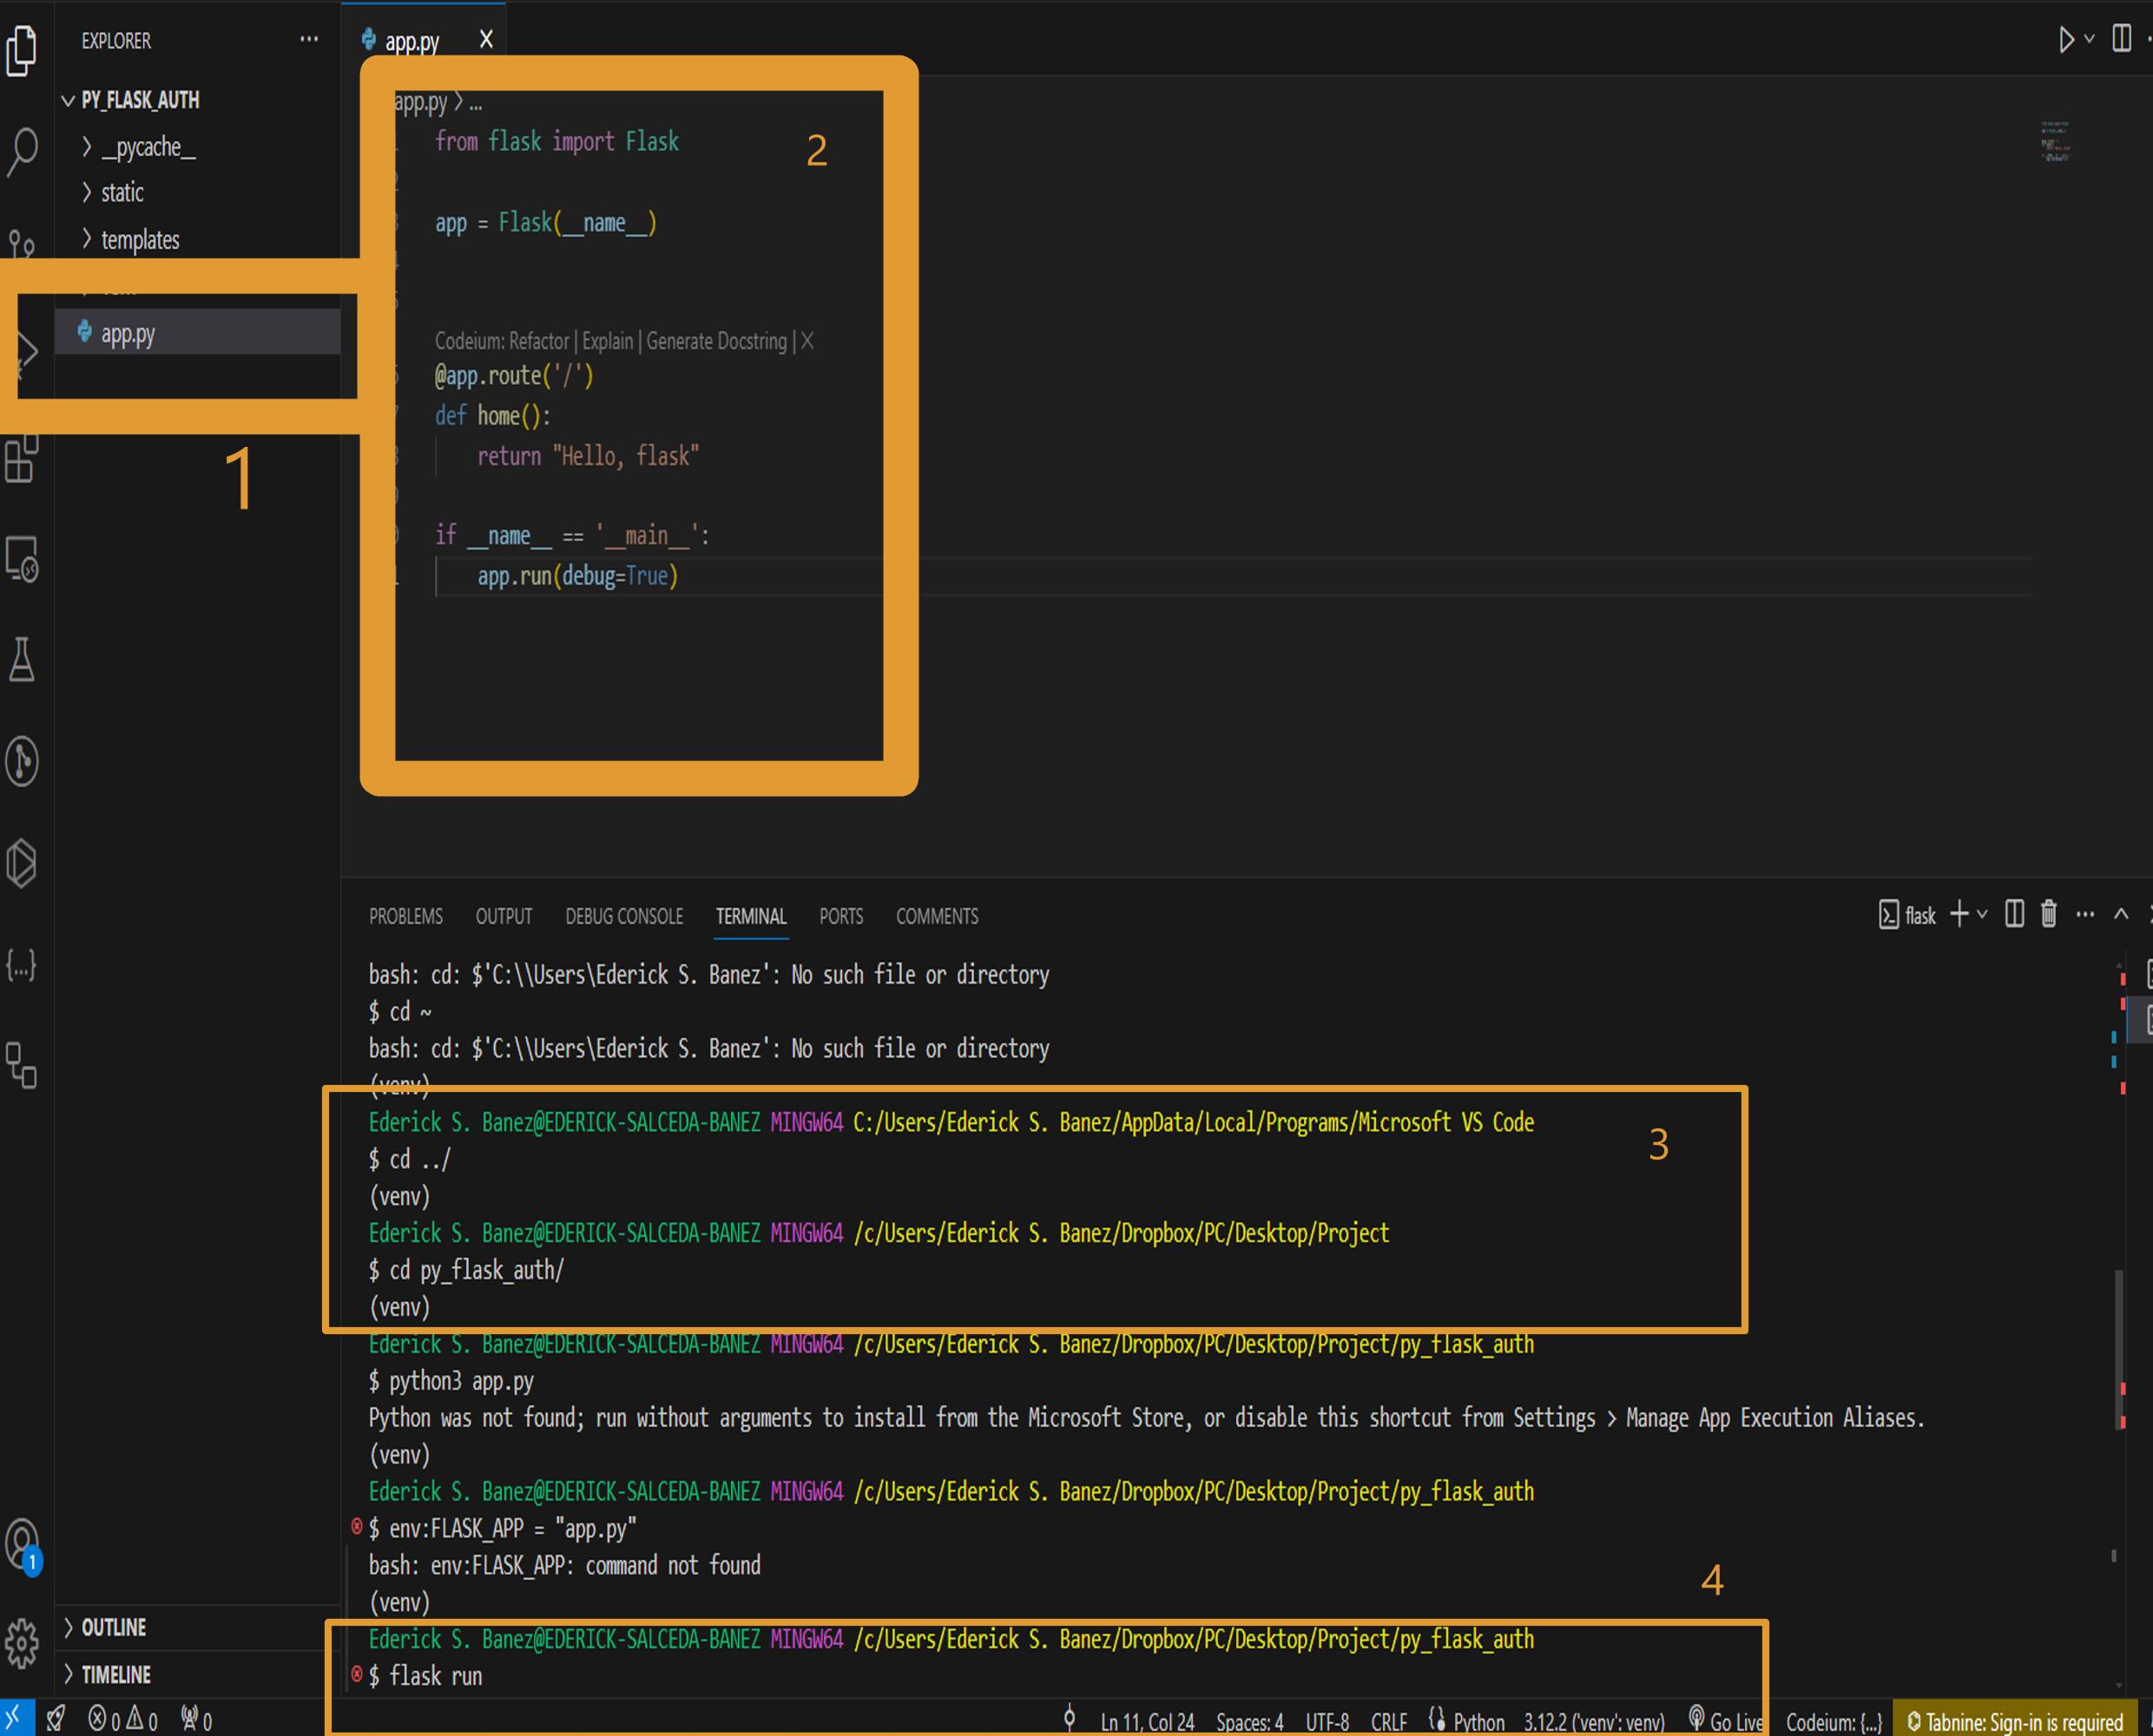 EXPLORER
PY_FLASK_AUTH
__pycache__
static
templates
app.py
1
app.py
app.py > ...
2
from flask import Flask
app = Flask(__name__)
Codeium: Refactor | Explain | Generate Docstring | X
@app.route('/')
def home():
return "Hello, flask"
if __name__ == '__main__':
app.run(debug=True)
PROBLEMS OUTPUT DEBUG CONSOLE TERMINAL PORTS COMMENTS
flask
bash: cd: $'C:\\Users\Ederick S. Banez': No such file or directory
$ cd ~
bash: cd: $'C:\\Users\Ederick S. Banez': No such file or directory
(venv)
Ederick S. Banez@EDERICK-SALCEDA-BANEZ MINGW64 C:/Users/Ederick S. Banez/AppData/Local/Programs/Microsoft VS Code
3
$ cd ../
(venv)
Ederick S. Banez@EDERICK-SALCEDA-BANEZ MINGW64 /c/Users/Ederick S. Banez/Dropbox/PC/Desktop/Project
$ cd py_flask_auth/
(venv)
Ederick S. Banez@EDERICK-SALCEDA-BANEZ MINGW64 /c/Users/Ederick S. Banez/Dropbox/PC/Desktop/Project/py_flask_auth
$ python3 app.py
Python was not found; run without arguments to install from the Microsoft Store, or disable this shortcut from Settings > Manage App Execution Aliases.
(venv)
Ederick S. Banez@EDERICK-SALCEDA-BANEZ MINGW64 /c/Users/Ederick S. Banez/Dropbox/PC/Desktop/Project/py_flask_auth
$ env:FLASK_APP = "app.py"
bash: env:FLASK_APP: command not found
4
(venv)
Ederick S. Banez@EDERICK-SALCEDA-BANEZ MINGW64 /c/Users/Ederick S. Banez/Dropbox/PC/Desktop/Project/py_flask_auth
$ flask run
1
OUTLINE
TIMELINE
0 0 0
Ln 11, Col 24 Spaces: 4 UTF-8 CRLF Python 3.12.2 ('venv': venv) Go Live Codeium: {...} Tabnine: Sign-in is required